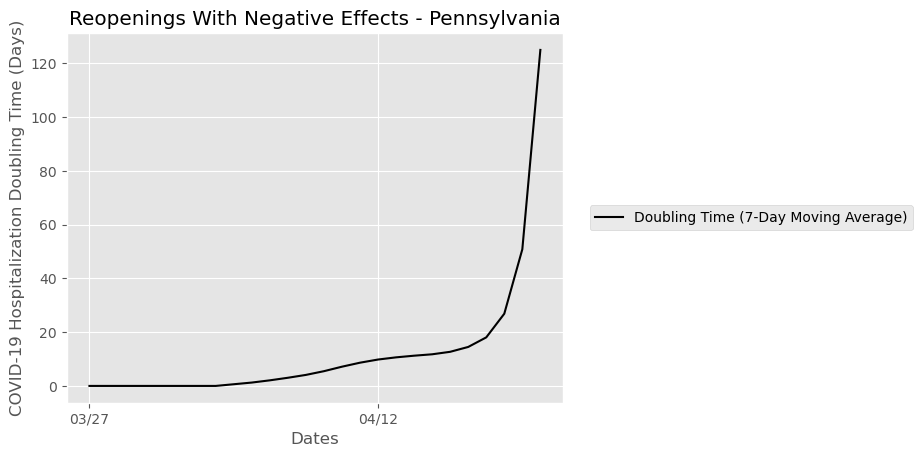 Reopenings With Negative Effects - Pennsylvania
COVID-19 Hospitalization Doubling Time (Days)
120
100
80
60
40
20
0
03/27
04/12
Dates
Doubling Time (7-Day Moving Average)